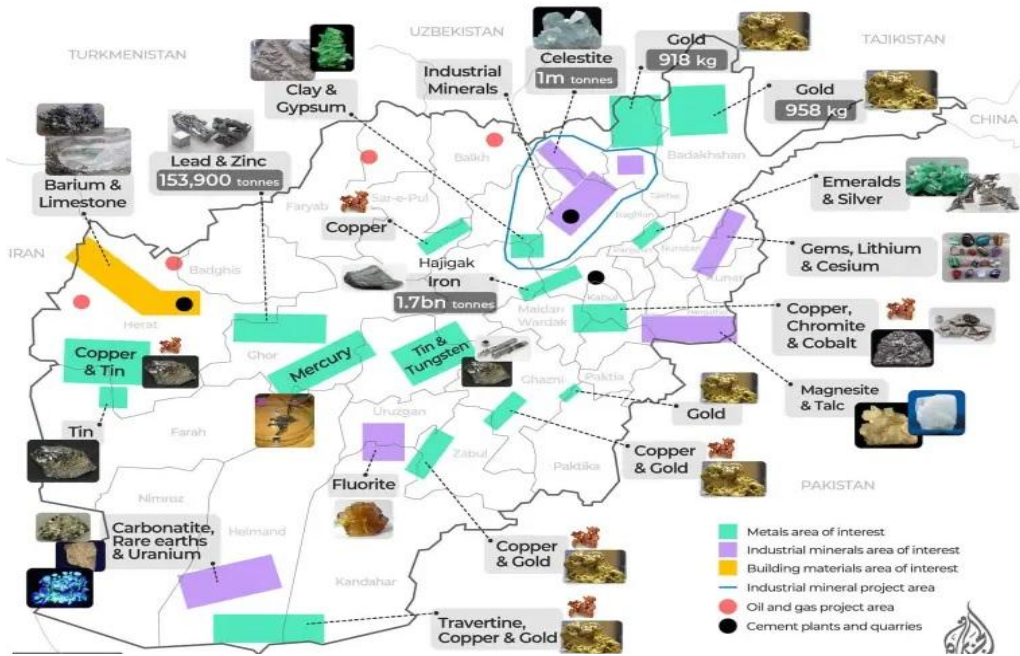 UZBEKISTAN
TURKMENISTAN
TAJIKISTAN
CHINA
IRAN
PAKISTAN
Clay &
Gypsum
Industrial
Minerals
Celestite
1m tonnes
Gold
918 kg
Gold
958 kg
Barium &
Limestone
Lead & Zinc
153,900 tonnes
Balkh
Badakhshan
Takhar
Faryab
Sar-e-Pul
Baghlan
Nuristan
Kunar
Copper
Emeralds
& Silver
Badghis
Hajigak
Iron
1.7bn tonnes
Gems, Lithium
& Cesium
Herat
Kabul
Maidan
Wardak
Copper,
Chromite
& Cobalt
Copper
& Tin
Ghor
Mercury
Tin &
Tungsten
Ghazni
Paktia
Magnesite
& Talc
Tin
Farah
Uruzgan
Zabul
Paktika
Gold
Copper
& Gold
Fluorite
Nimroz
Helmand
Kandahar
Carbonatite,
Rare earths
& Uranium
Copper
& Gold
Travertine,
Copper & Gold
Metals area of interest
Industrial minerals area of interest
Building materials area of interest
Industrial mineral project area
Oil and gas project area
Cement plants and quarries